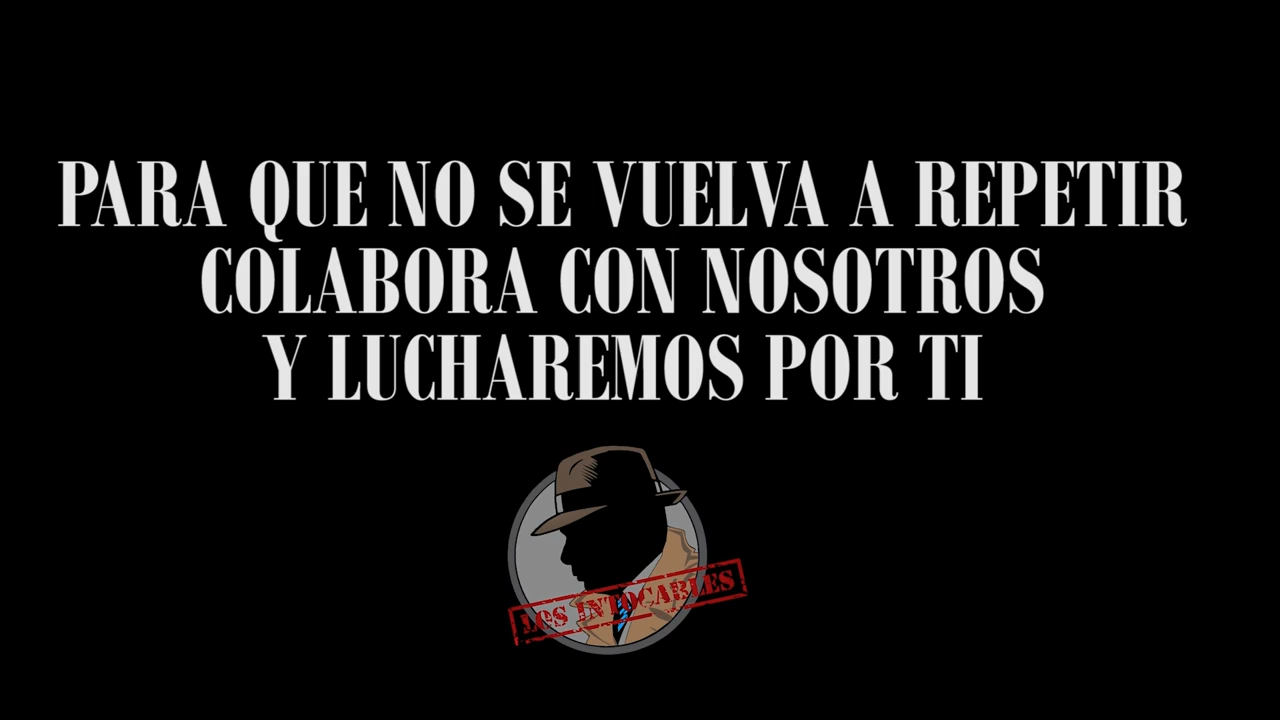 PARA QUE NO SE VUELVA A REPETIR
COLABORA CON NOSOTROS
Y LUCHAREMOS POR TI
LOS INTOCABLES